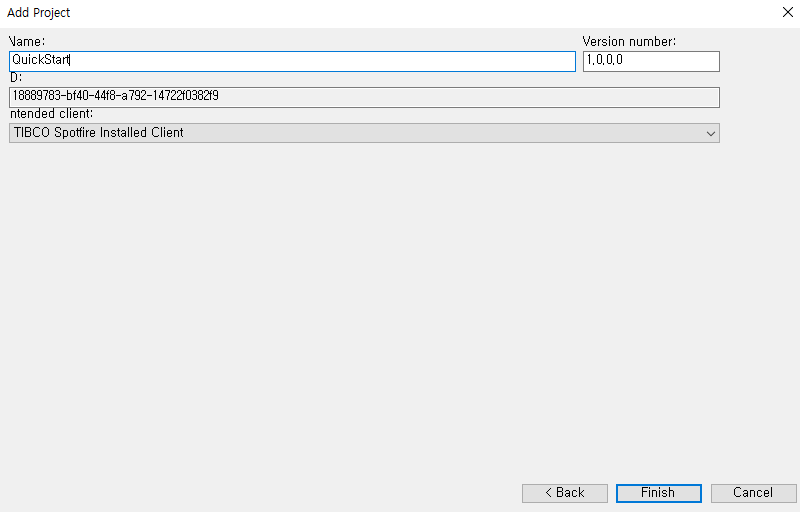 Add Project
Name:
Version number:
QuickStart
1,0,0,0
D:
18889783-bf40-44f8-a792-14722f0382f9
ntended client:
TIBCO Spotfire Installed Client
< Back
Finish
Cancel